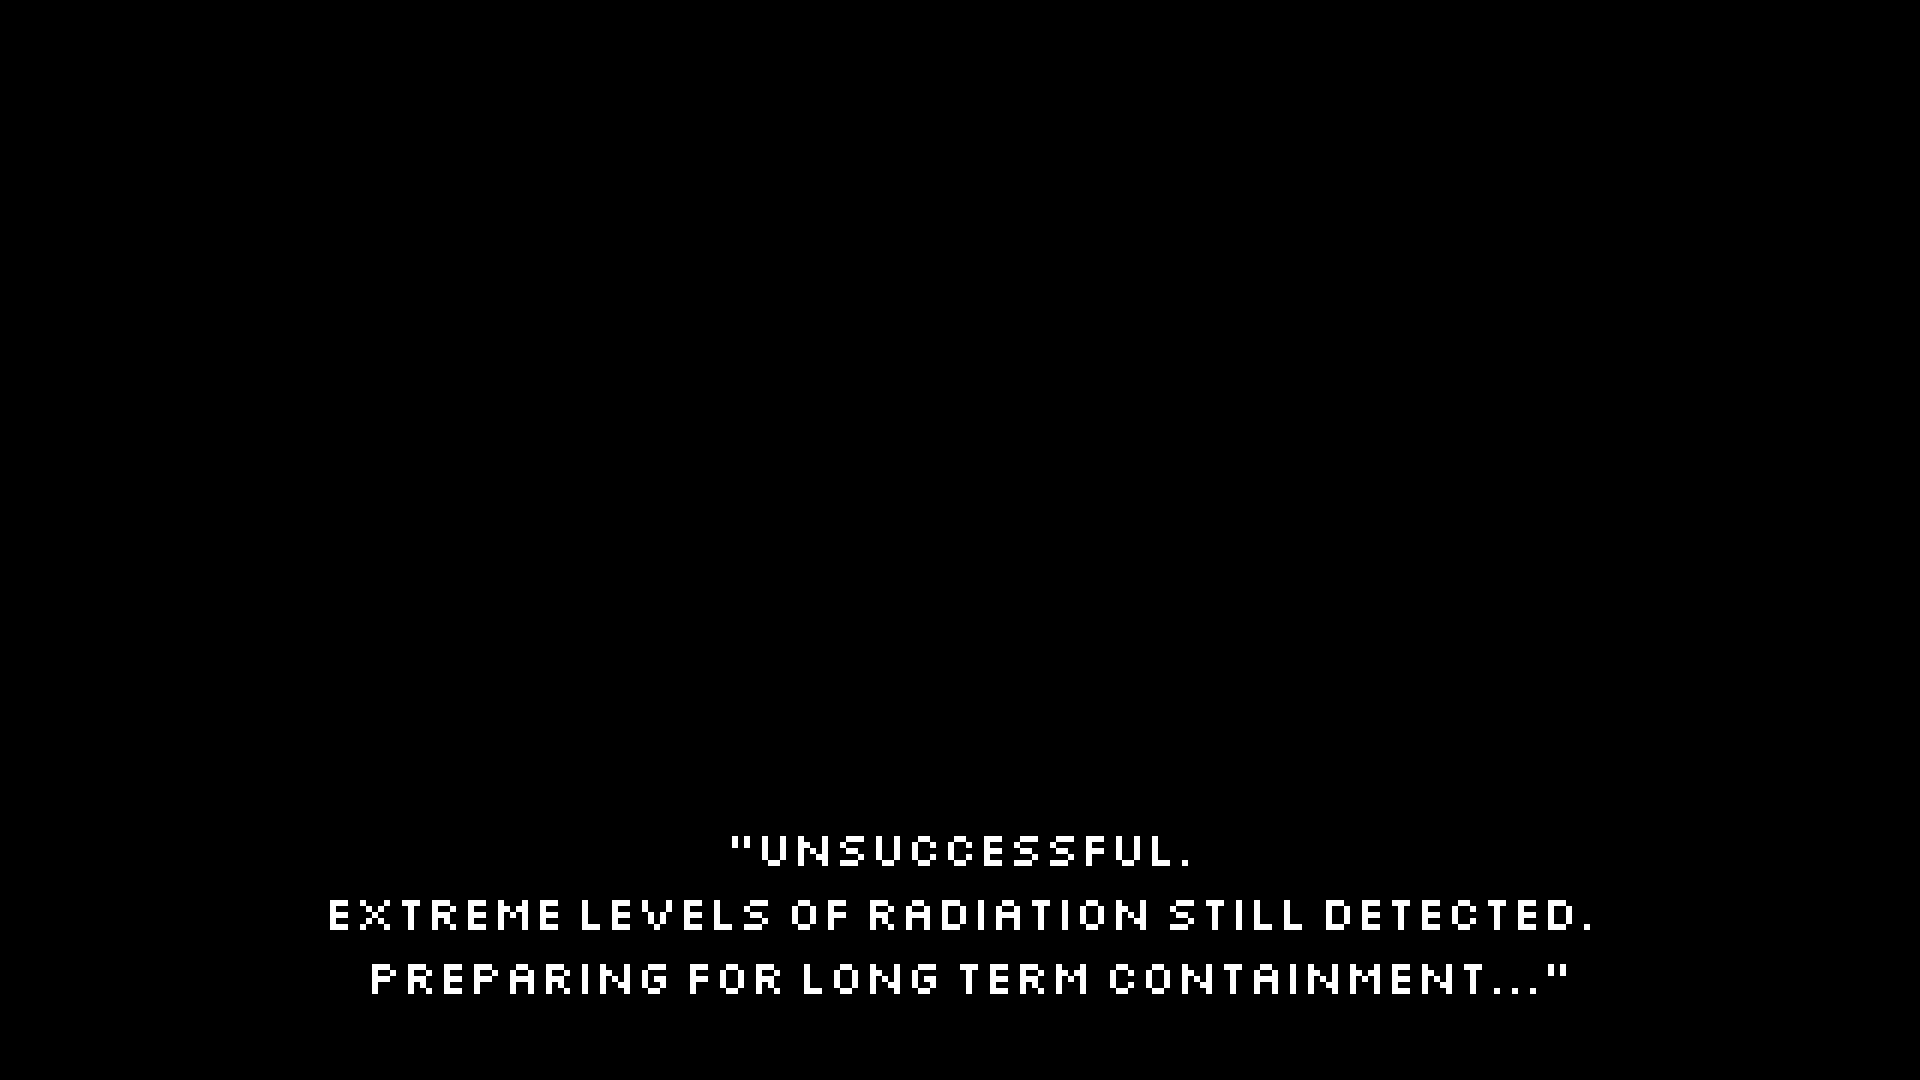 "UNSUCCESSFUL.
EXTREME LEVELS OF RADIATION STILL DETECTED.
PREPARING FOR LONG TERM CONTAINMENT..."